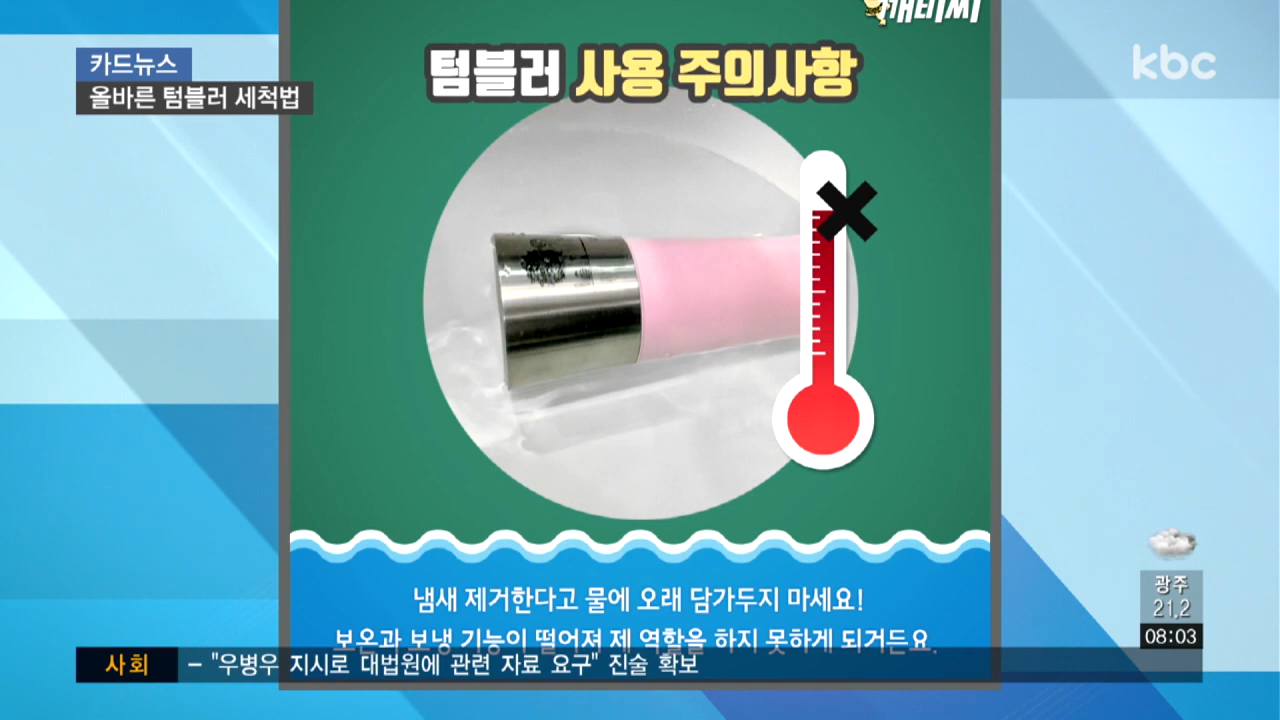 카드뉴스
올바른 텀블러 세척법
kbc
텀블러 사용 주의사항
냄새 제거한다고 물에 오래 담가두지 마세요!
보온과 보냉 기능이 떨어져 제 역할을 하지 못하게 되거든요.
광주
21.2
08:03
사회
– "우병우 지시로 대법원에 관련 자료 요구" 진술 확보